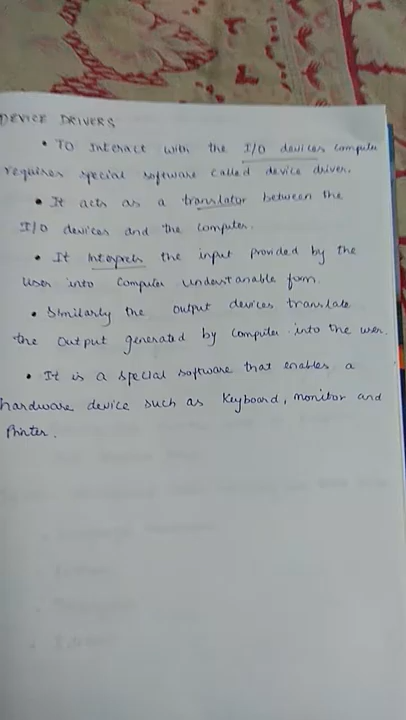 DEVICE DRIVERS
• To Interact with the I/O devices computer
requires special software called device driver.
• It acts as a translator between the
I/O devices and the computer.
• It Interprets the input provided by the
user into computer understanable form.
• Similarly the output devices translate
the output generated by computer into the user.
• It is a special software that enables a
hardware device such as keyboard, monitor and
Printer.